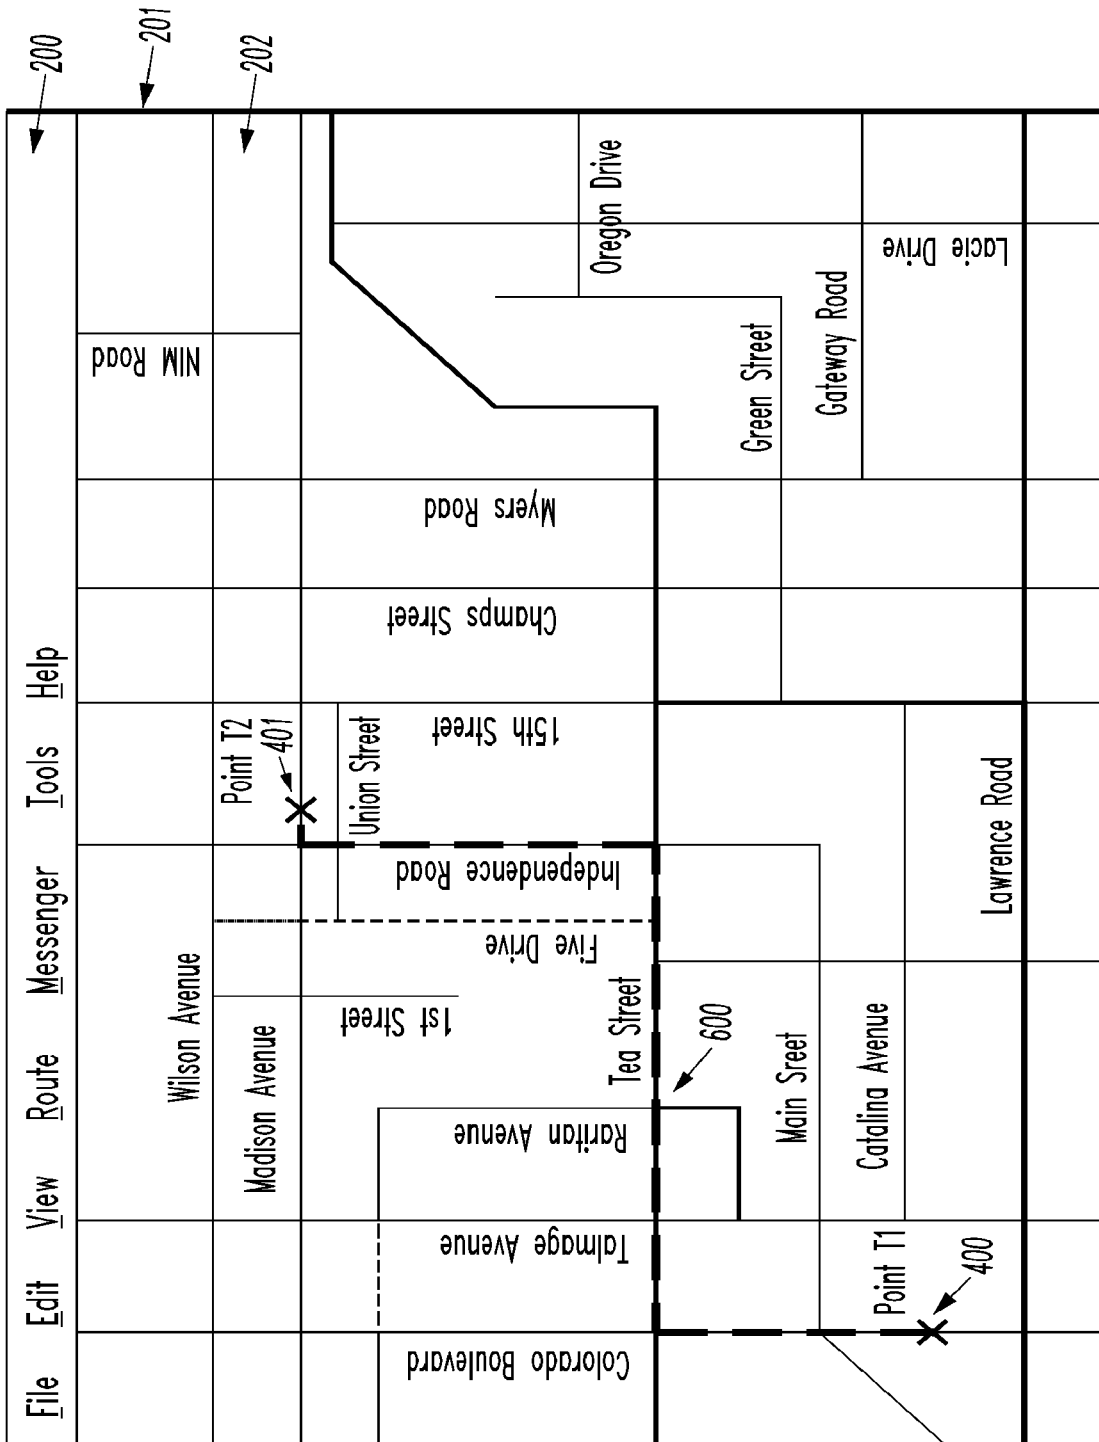 File Edit View Route Messenger Tools Help
200
201
202
Wilson Avenue
Madison Avenue
Point T2
401
NIM Road
Union Street
1st Street
Five Drive
Independence Road
15th Street
Champs Street
Myers Road
Colorado Boulevard
Talmage Avenue
Raritan Avenue
Tea Street
600
Oregon Drive
Green Street
Gateway Road
Lacie Drive
Main Sreet
Catalina Avenue
Point T1
400
Lawrence Road